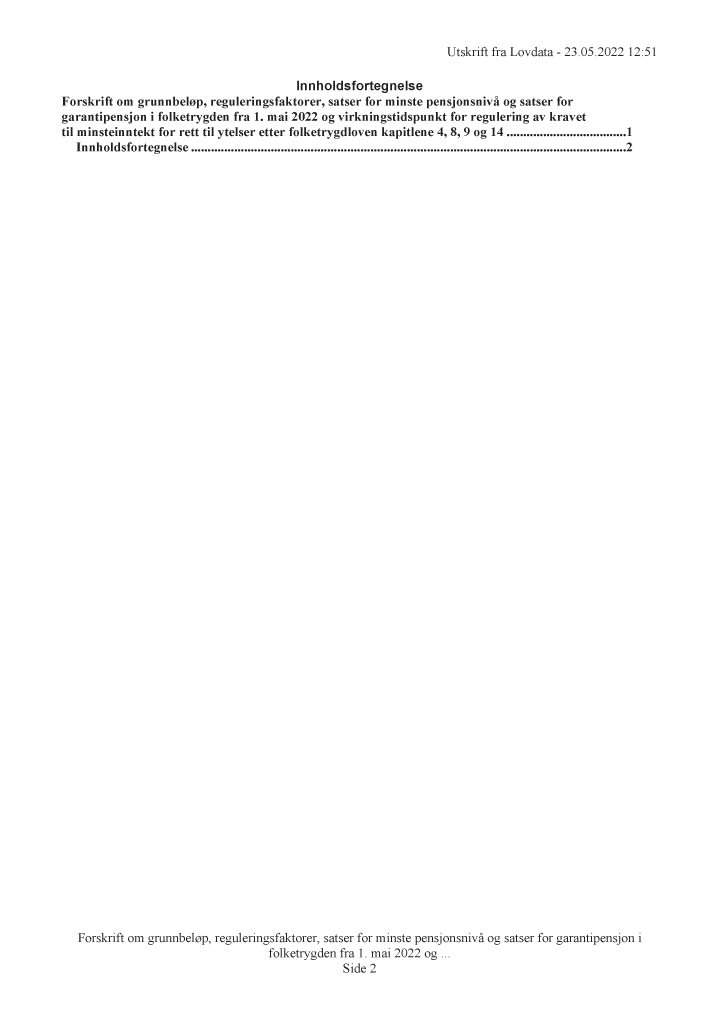 Utskrift fra Lovdata - 23.05.2022 12:51
Innholdsfortegnelse
Forskrift om grunnbeløp, reguleringsfaktorer, satser for minste pensjonsnivå og satser for
garantipensjon i folketrygden fra 1. mai 2022 og virkningstidspunkt for regulering av kravet
til minsteinntekt for rett til ytelser etter folketrygdloven kapitlene 4, 8, 9 og 14 ....................................1
Innholdsfortegnelse ...................................................................................................................................2
Forskrift om grunnbeløp, reguleringsfaktorer, satser for minste pensjonsnivå og satser for garantipensjon i
folketrygden fra 1. mai 2022 og ...
Side 2